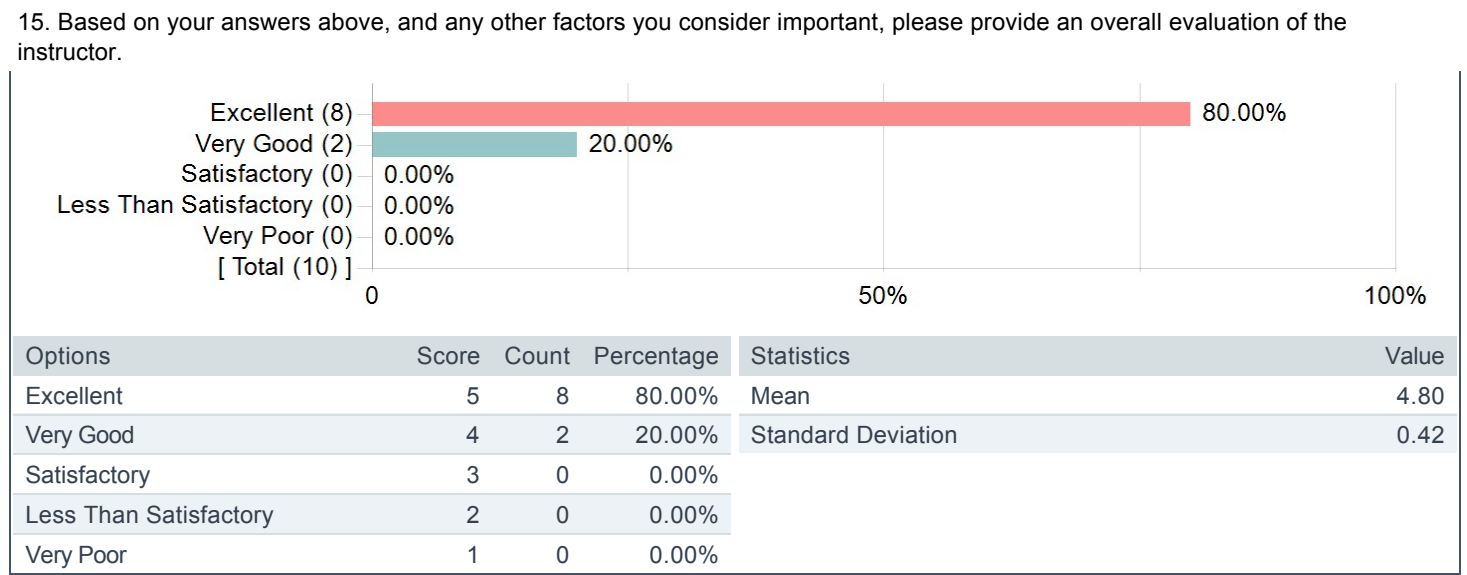 15. Based on your answers above, and any other factors you consider important, please provide an overall evaluation of the
instructor.
Excellent (8) 80.00%
Very Good (2) 20.00%
Satisfactory (0) 0.00%
Less Than Satisfactory (0) 0.00%
Very Poor (0) 0.00%
[ Total (10) ]
0 50% 100%
Options Score Count Percentage Statistics Value
Excellent 5 8 80.00% Mean 4.80
Very Good 4 2 20.00% Standard Deviation 0.42
Satisfactory 3 0 0.00%
Less Than Satisfactory 2 0 0.00%
Very Poor 1 0 0.00%